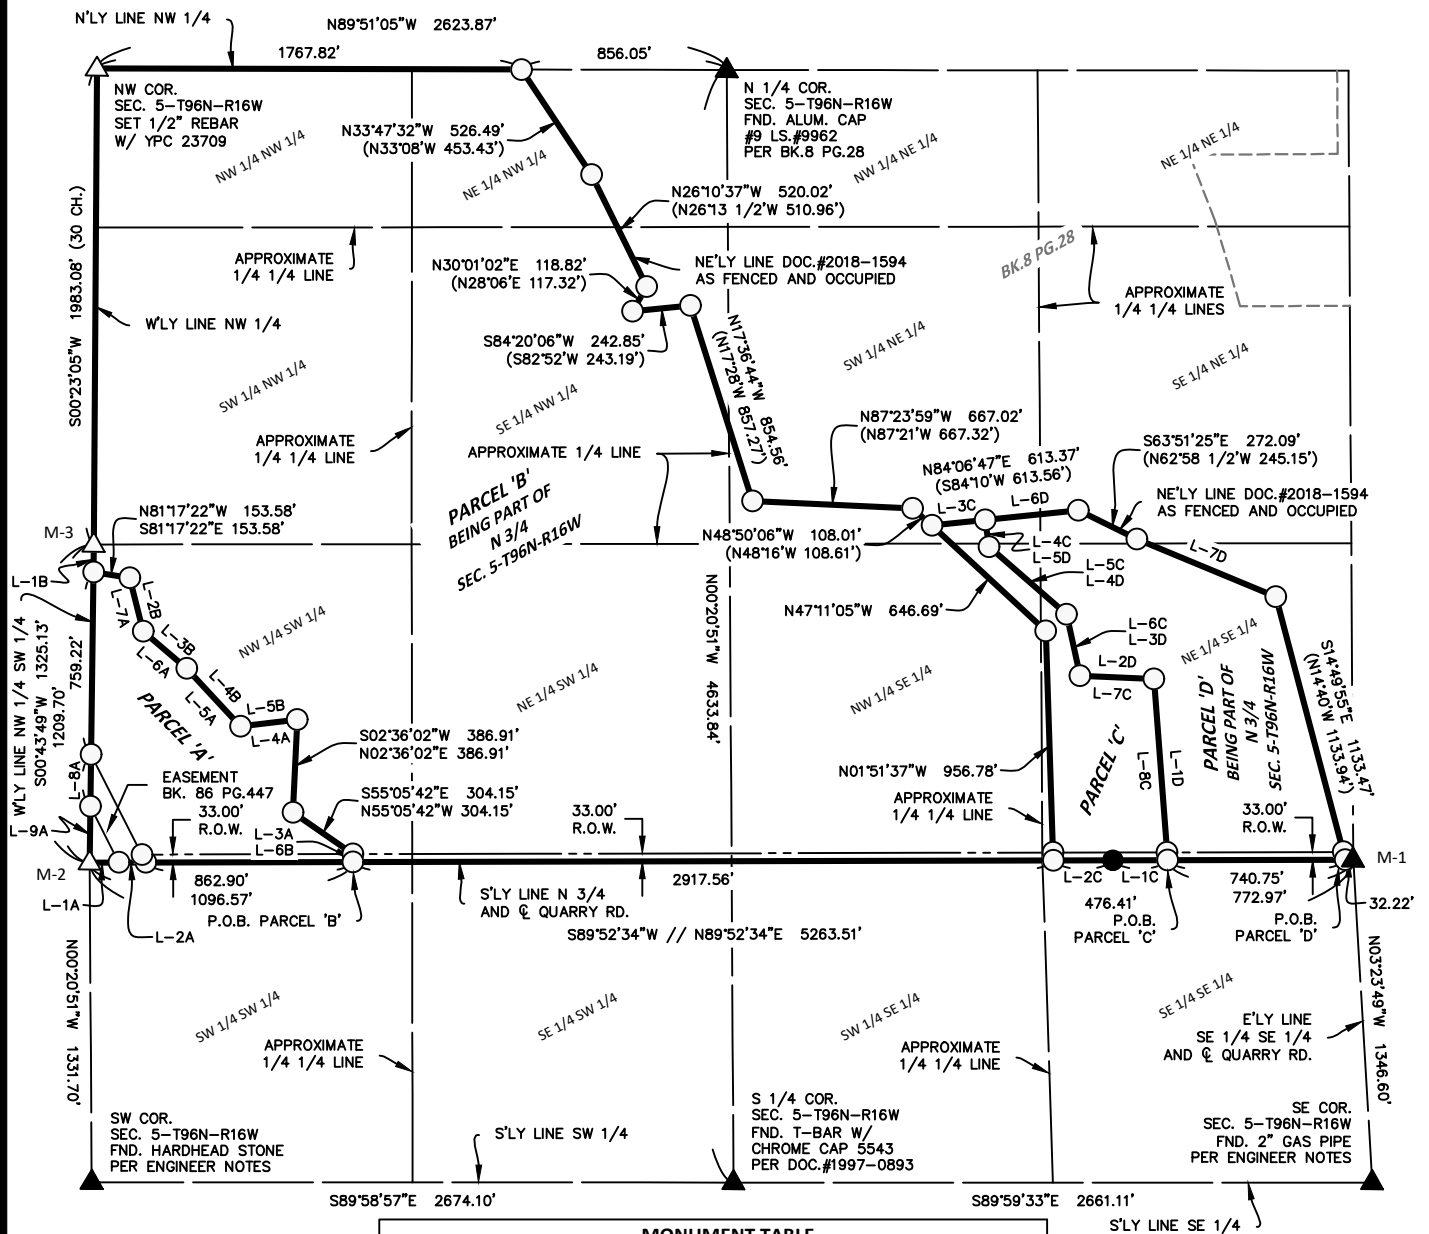 N'LY LINE NW 1/4
N89°51'05"W 2623.87'
1767.82'
856.05'
NW COR.
SEC. 5-T96N-R16W
SET 1/2" REBAR
W/ YPC 23709
N 1/4 COR.
SEC. 5-T96N-R16W
FND. ALUM. CAP
#9 LS.#9962
PER BK.8 PG.28
N33°47'32"W 526.49'
(N33°08'W 453.43')
NW 1/4 NW 1/4
NE 1/4 NW 1/4
NW 1/4 NE 1/4
NE 1/4 NE 1/4
N26°10'37"W 520.02'
(N26°13 1/2'W 510.96')
S00°23'05"W 1983.08' (30 CH.)
APPROXIMATE
1/4 1/4 LINE
N30°01'02"E 118.82'
(N28°06'E 117.32')
NE'LY LINE DOC.#2018-1594
AS FENCED AND OCCUPIED
BK.8 PG.28
APPROXIMATE
1/4 1/4 LINES
W'LY LINE NW 1/4
S84°20'06"W 242.85'
(S82°52'W 243.19')
N17°36'44"W 854.56'
(N17°28'W 857.27')
SW 1/4 NW 1/4
SE 1/4 NW 1/4
SW 1/4 NE 1/4
SE 1/4 NE 1/4
APPROXIMATE
1/4 1/4 LINE
APPROXIMATE 1/4 LINE
N87°23'59"W 667.02'
(N87°21'W 667.32')
S63°51'25"E 272.09'
(N62°58 1/2'W 245.15')
N84°06'47"E 613.37'
(S84°10'W 613.56')
NE'LY LINE DOC.#2018-1594
AS FENCED AND OCCUPIED
PARCEL 'B'
BEING PART OF
N 3/4
SEC. 5-T96N-R16W
N81°17'22"W 153.58'
S81°17'22"E 153.58'
M-3
L-3C
L-6D
N48°50'06"W 108.01'
(N48°16'W 108.61')
L-4C
L-5D
L-7D
L-1B
L-5C
L-4D
L-2B
L-7A
N47°11'05"W 646.69'
L-6C
L-3D
W'LY LINE NW 1/4 SW 1/4
S00°43'49"W 1325.13'
1209.70'
759.22'
L-3B
L-6A
NW 1/4 SW 1/4
NE 1/4 SW 1/4
N00°20'51"W 4633.84'
NW 1/4 SE 1/4
NE 1/4 SE 1/4
L-2D
L-7C
S14°49'55"E 1133.47'
(N14°40'W 1133.94')
L-4B
L-5A
L-5B
L-4A
PARCEL 'A'
PARCEL 'D'
BEING PART OF
N 3/4
SEC. 5-T96N-R16W
S02°36'02"W 386.91'
N02°36'02"E 386.91'
PARCEL 'C'
L-8C
L-1D
N01°51'37"W 956.78'
APPROXIMATE
1/4 1/4 LINE
L-8A
EASEMENT
BK. 86 PG.447
S55°05'42"E 304.15'
N55°05'42"W 304.15'
33.00'
R.O.W.
33.00'
R.O.W.
33.00'
R.O.W.
L-9A
L-3A
L-6B
M-2
M-1
862.90'
1096.57'
S'LY LINE N 3/4
AND ℄ QUARRY RD.
2917.56'
L-2C
L-1C
476.41'
740.75'
772.97'
32.22'
L-1A
L-2A
P.O.B. PARCEL 'B'
P.O.B.
PARCEL 'C'
P.O.B.
PARCEL 'D'
S89°52'34"W // N89°52'34"E 5263.51'
N00°20'51"W 1331.70'
SW 1/4 SW 1/4
SE 1/4 SW 1/4
SW 1/4 SE 1/4
SE 1/4 SE 1/4
N03°23'49"W 1346.60'
APPROXIMATE
1/4 1/4 LINE
APPROXIMATE
1/4 1/4 LINE
E'LY LINE
SE 1/4 SE 1/4
AND ℄ QUARRY RD.
SW COR.
SEC. 5-T96N-R16W
FND. HARDHEAD STONE
PER ENGINEER NOTES
S'LY LINE SW 1/4
S 1/4 COR.
SEC. 5-T96N-R16W
FND. T-BAR W/
CHROME CAP 5543
PER DOC.#1997-0893
SE COR.
SEC. 5-T96N-R16W
FND. 2" GAS PIPE
PER ENGINEER NOTES
S89°58'57"E 2674.10'
S89°59'33"E 2661.11'
S'LY LINE SE 1/4
MONUMENT TABLE